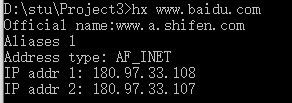 D:\stu\Project3>hx www.baidu.com
Official name:www.a.shifen.com
Aliases 1
Address type: AF_INET
IP addr 1: 180.97.33.108
IP addr 2: 180.97.33.107